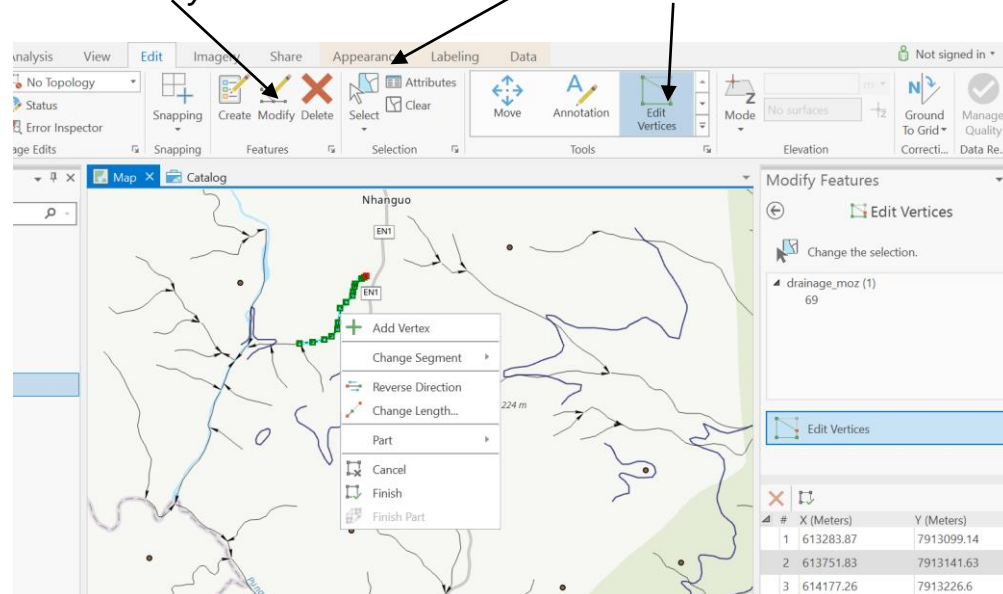 y
Analysis View Edit Imagery Share Appearance Labeling Data Not signed in
No Topology
Status
Error Inspector
age Edits
Snapping
Snapping
Create Modify Delete
Features
Select
Attributes
Clear
Selection
Move Annotation Edit Vertices
Tools
Mode
No surfaces
m
Elevation
Ground To Grid
Correcti...
Manage Quality
Data Re..
Map Catalog
Nhanguo
EN1
EN1
224 m
Add Vertex
Change Segment
Reverse Direction
Change Length...
Part
Cancel
Finish
Finish Part
Modify Features
Edit Vertices
Change the selection.
drainage_moz (1)
69
Edit Vertices
# X (Meters) Y (Meters)
1 613283.87 7913099.14
2 613751.83 7913141.63
3 614177.26 7913226.6